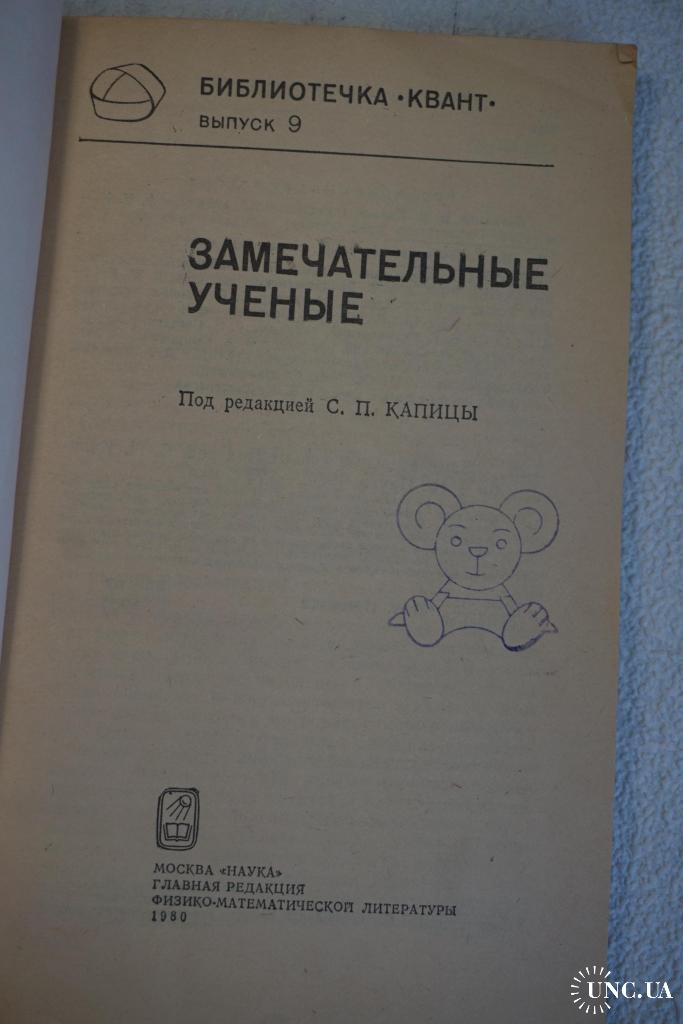 БИБЛИОТЕЧКА •КВАНТ•
ВЫПУСК 9
ЗАМЕЧАТЕЛЬНЫЕ
УЧЕНЫЕ
Под редакцией С. П. КАПИЦЫ
МОСКВА «НАУКА»
ГЛАВНАЯ РЕДАКЦИЯ
ФИЗИКО-МАТЕМАТИЧЕСКОЙ ЛИТЕРАТУРЫ
1980
UNC.UA